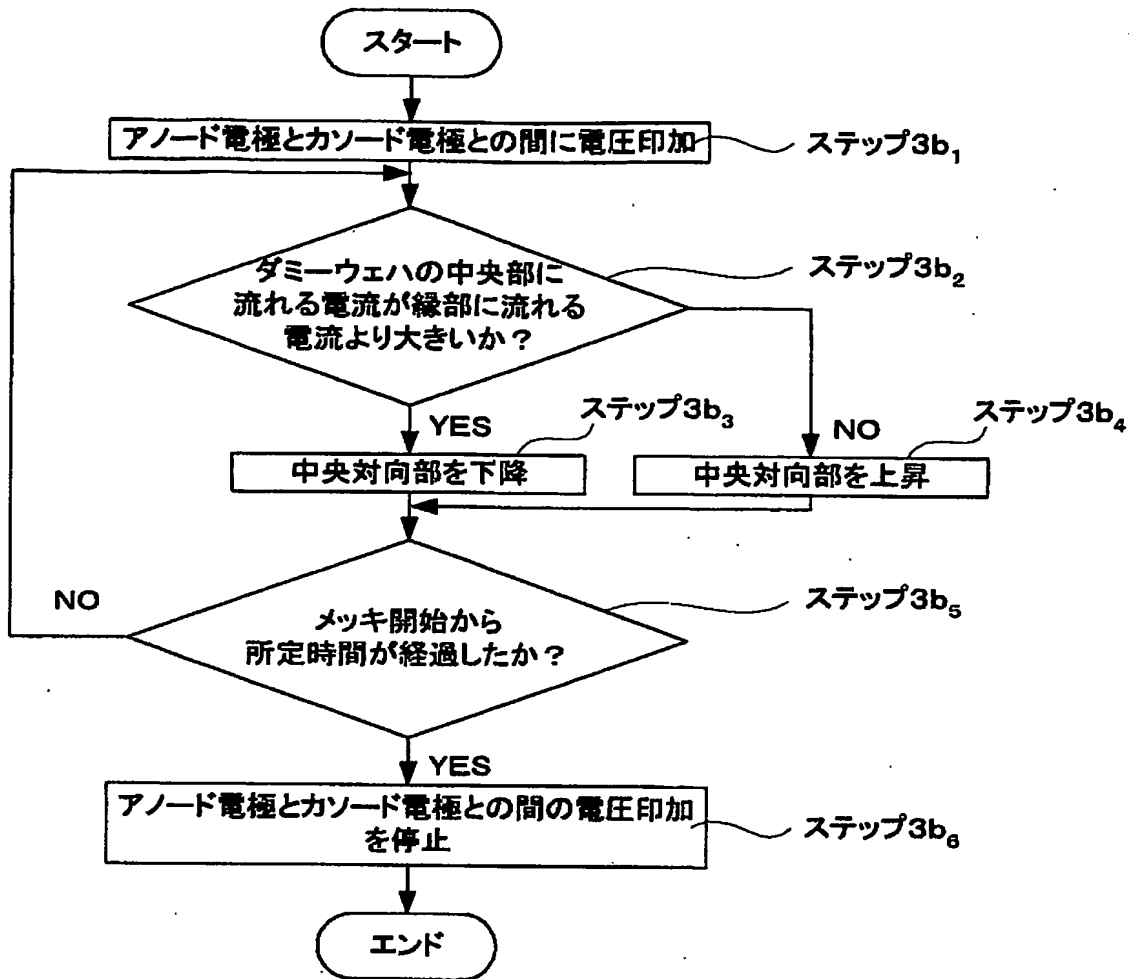 スタート
アノード電極とカソード電極との間に電圧印加
ステップ3b₁
ダミーウェハの中央部に
流れる電流が縁部に流れる
電流より大きいか？
ステップ3b₂
YES
ステップ3b₃
NO
ステップ3b₄
中央対向部を下降
中央対向部を上昇
NO
メッキ開始から
所定時間が経過したか？
ステップ3b₅
YES
アノード電極とカソード電極との間の電圧印加
を停止
ステップ3b₆
エンド